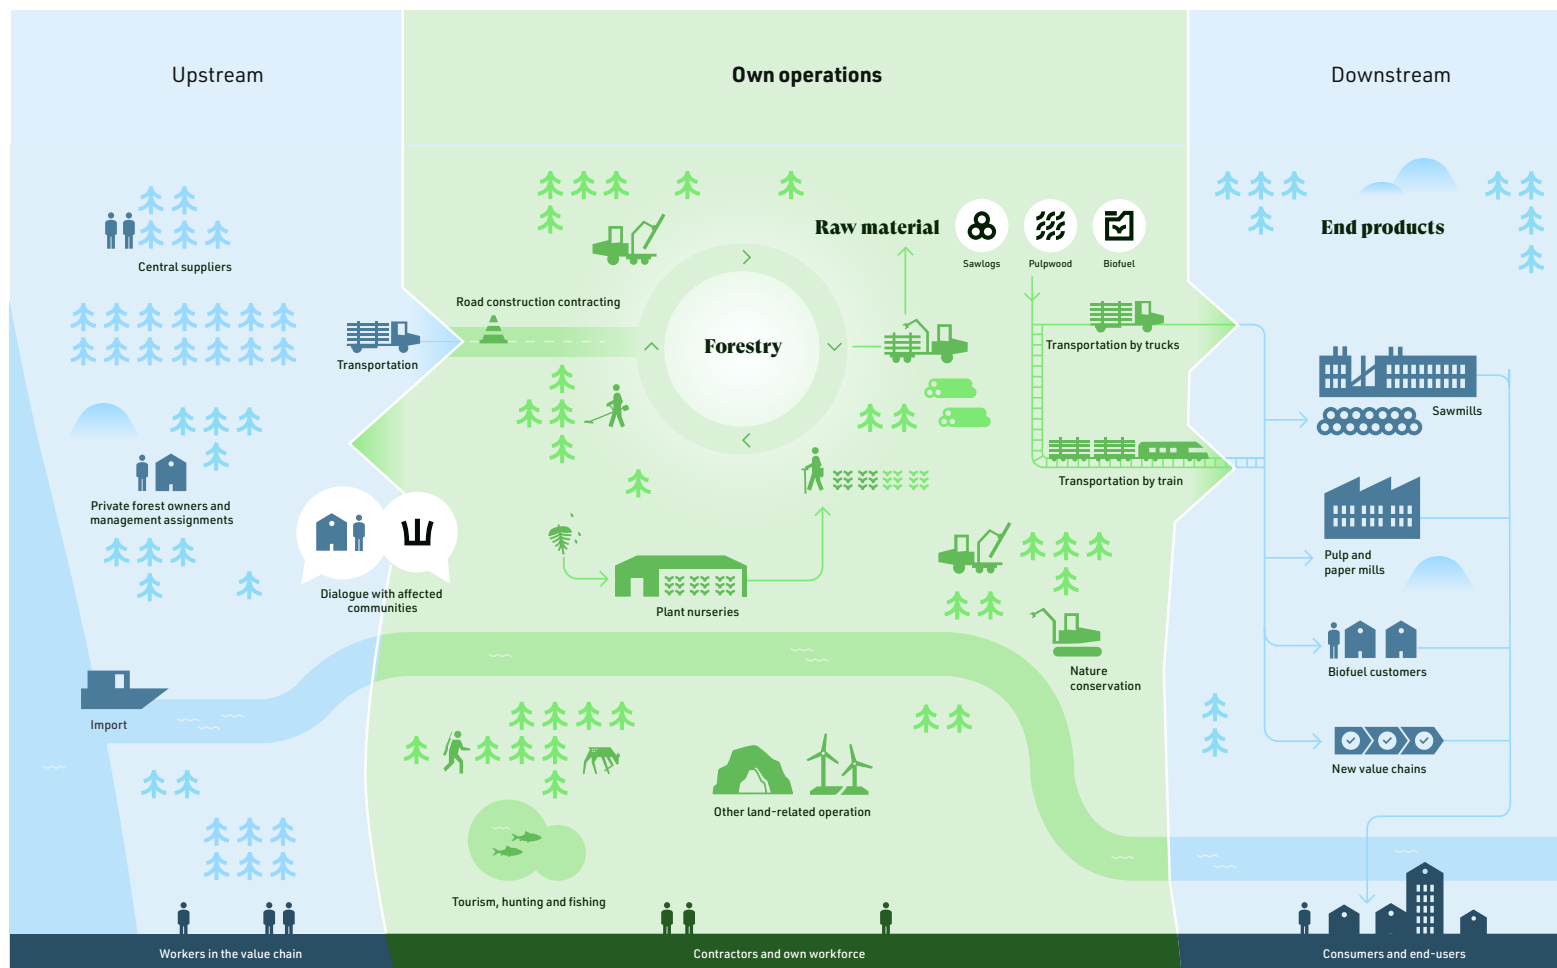 Upstream
Own operations
Downstream
Central suppliers
Transportation
Private forest owners and
management assignments
Dialogue with affected
communities
Import
Workers in the value chain
Road construction contracting
Forestry
Raw material
Sawlogs
Pulpwood
Biofuel
Transportation by trucks
Transportation by train
Plant nurseries
Nature
conservation
Other land-related operation
Tourism, hunting and fishing
Contractors and own workforce
End products
Sawmills
Pulp and
paper mills
Biofuel customers
New value chains
Consumers and end-users